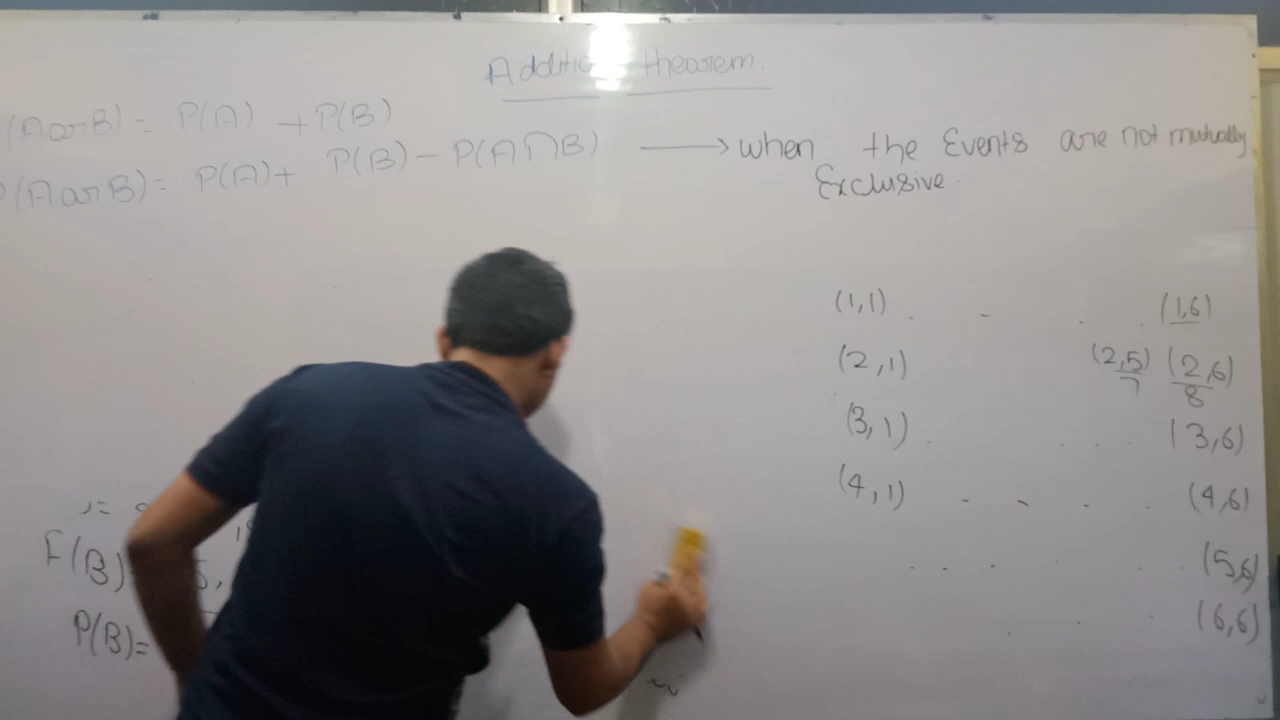 Addition theorem.
(A or B) = P(A) + P(B)
P(A or B) = P(A) + P(B) - P(A∩B) → when the Events are not mutually
Exclusive.
(1,1) . - . . (1,6)
(2,1) (2,5) (2,6)
7 8
(3,1) . . . . (3,6)
(4,1) - - . . (4,6)
. . . . . . (5,6)
. . . (6,6)
F(B)
P(B)=